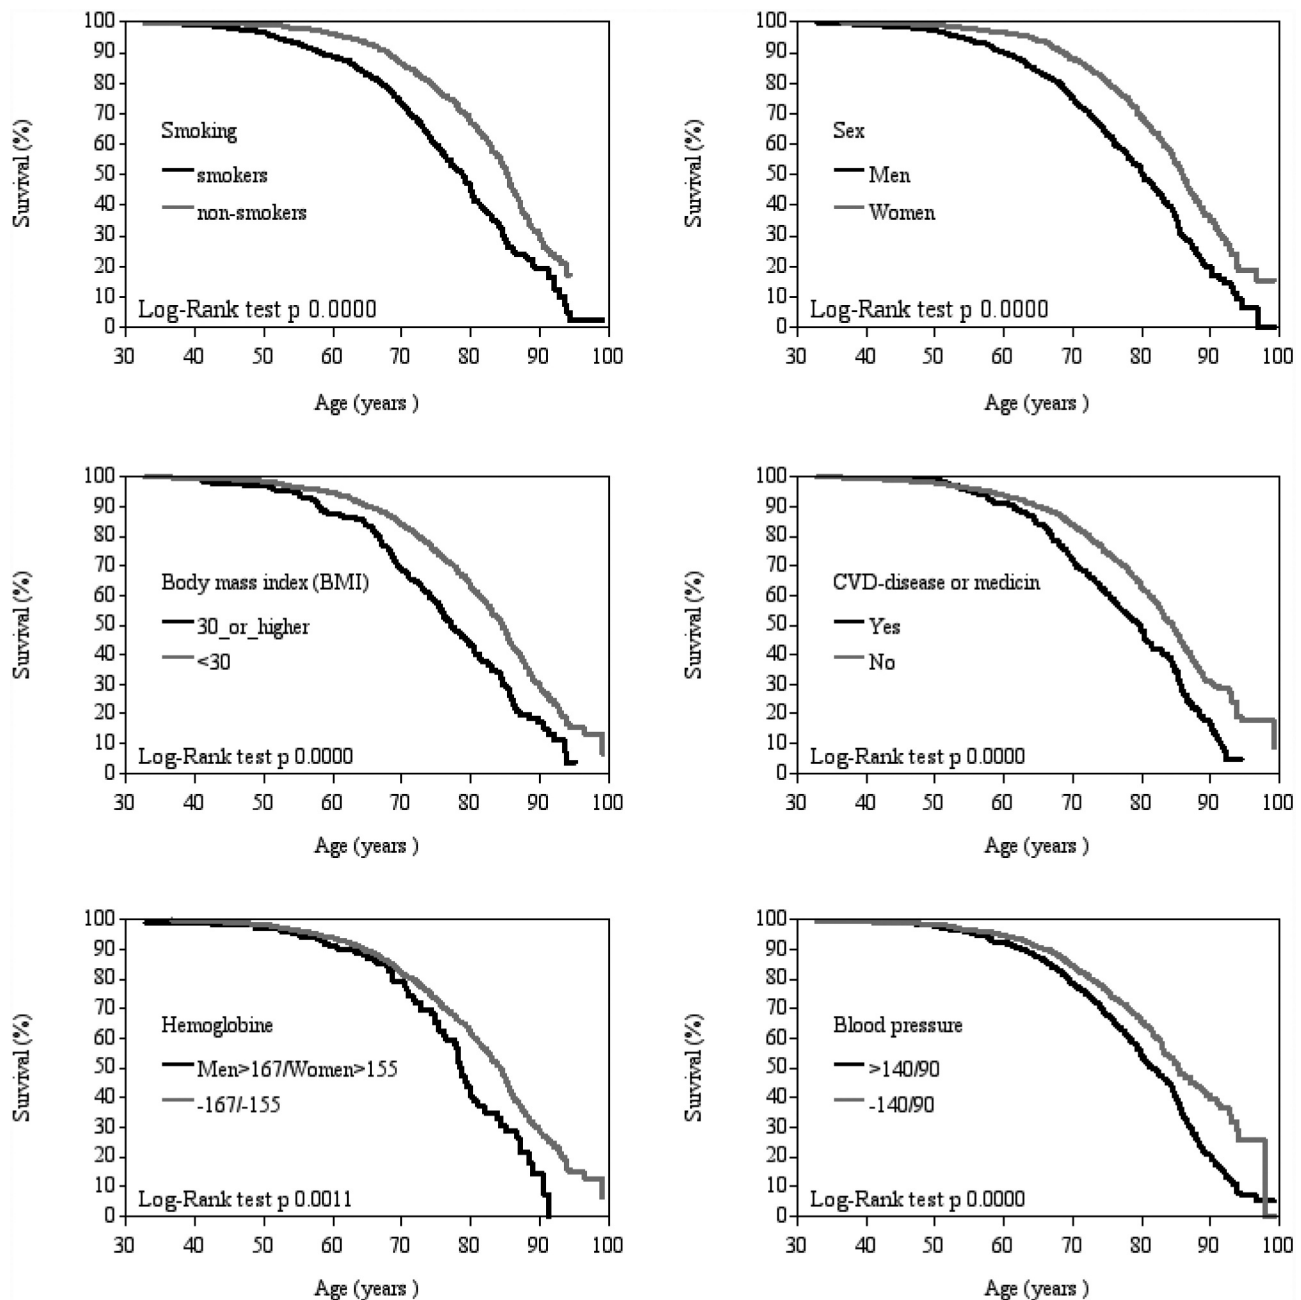 100
90
80
70
60
50
40
30
20
10
0
Survival (%)
Smoking
smokers
non-smokers
Log-Rank test p 0.0000
30 40 50 60 70 80 90 100
Age (years )
100
90
80
70
60
50
40
30
20
10
0
Survival (%)
Sex
Men
Women
Log-Rank test p 0.0000
30 40 50 60 70 80 90 100
Age (years )
100
90
80
70
60
50
40
30
20
10
0
Survival (%)
Body mass index (BMI)
30_or_higher
<30
Log-Rank test p 0.0000
30 40 50 60 70 80 90 100
Age (years )
100
90
80
70
60
50
40
30
20
10
0
Survival (%)
CVD-disease or medicin
Yes
No
Log-Rank test p 0.0000
30 40 50 60 70 80 90 100
Age (years )
100
90
80
70
60
50
40
30
20
10
0
Survival (%)
Hemoglobine
Men>167/Women>155
-167/-155
Log-Rank test p 0.0011
30 40 50 60 70 80 90 100
Age (years )
100
90
80
70
60
50
40
30
20
10
0
Survival (%)
Blood pressure
>140/90
-140/90
Log-Rank test p 0.0000
30 40 50 60 70 80 90 100
Age (years )